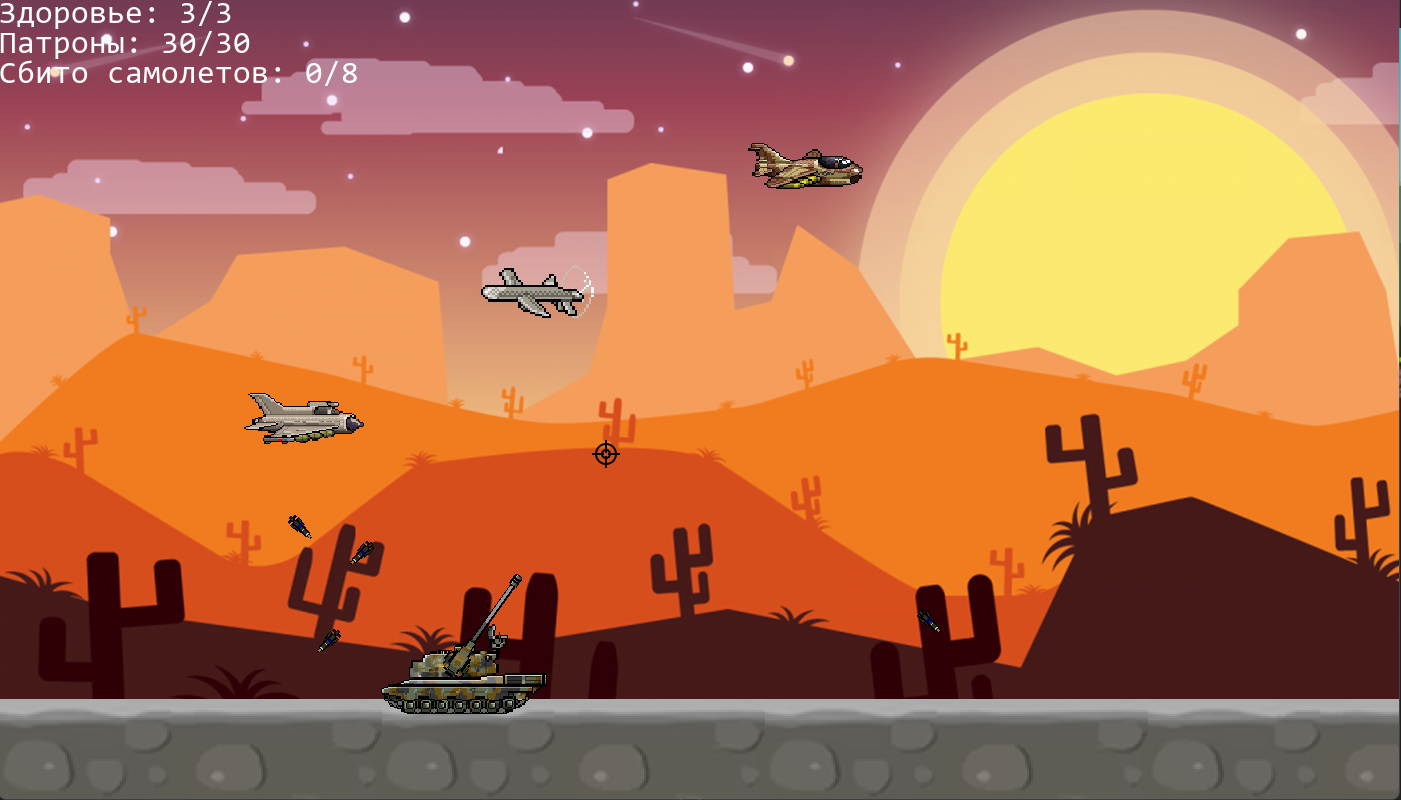 Здоровье: 3/3
Патроны: 30/30
Сбито самолетов: 0/8